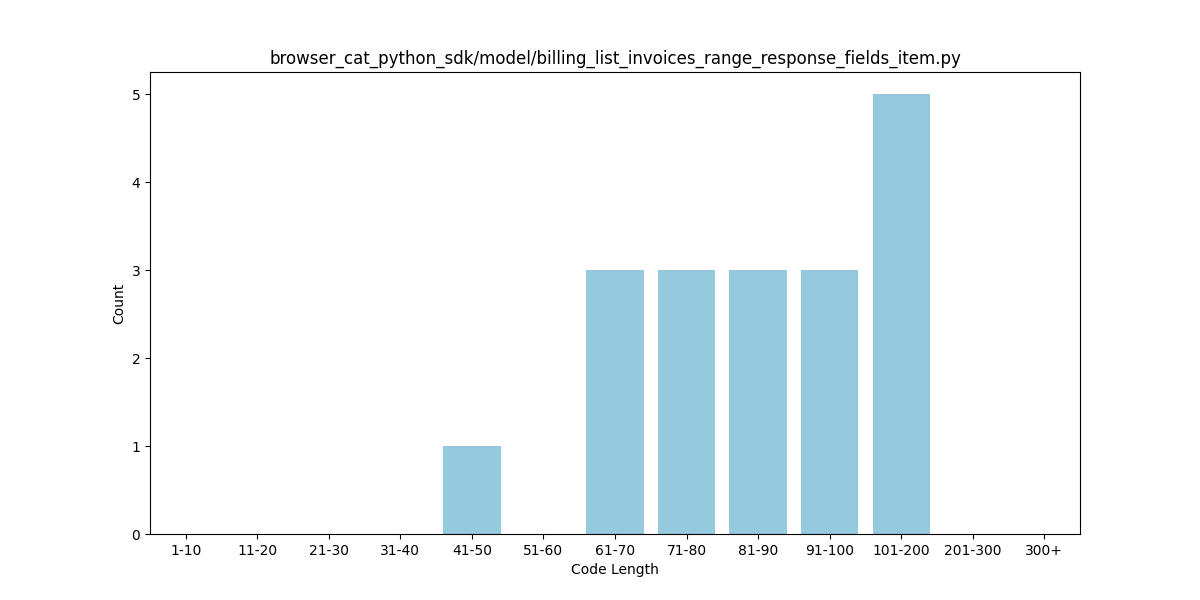 browser_cat_python_sdk/model/billing_list_invoices_range_response_fields_item.py
5
4
3
2
1
0
Count
1-10 11-20 21-30 31-40 41-50 51-60 61-70 71-80 81-90 91-100 101-200 201-300 300+
Code Length